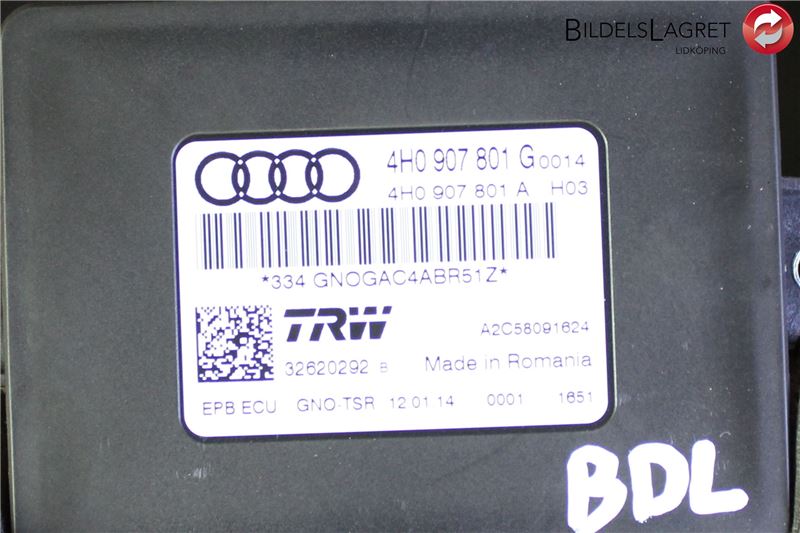 BILDELSLAGRET
LIDKÖPING
4H0 907 801 G 0014
4H0 907 801 A H03
*334 GNOGAC4ABR51Z*
TRW
A2C58091624
32620292 B
Made in Romania
EPB ECU GNO-TSR 12 01 14 0001 1651
BDL